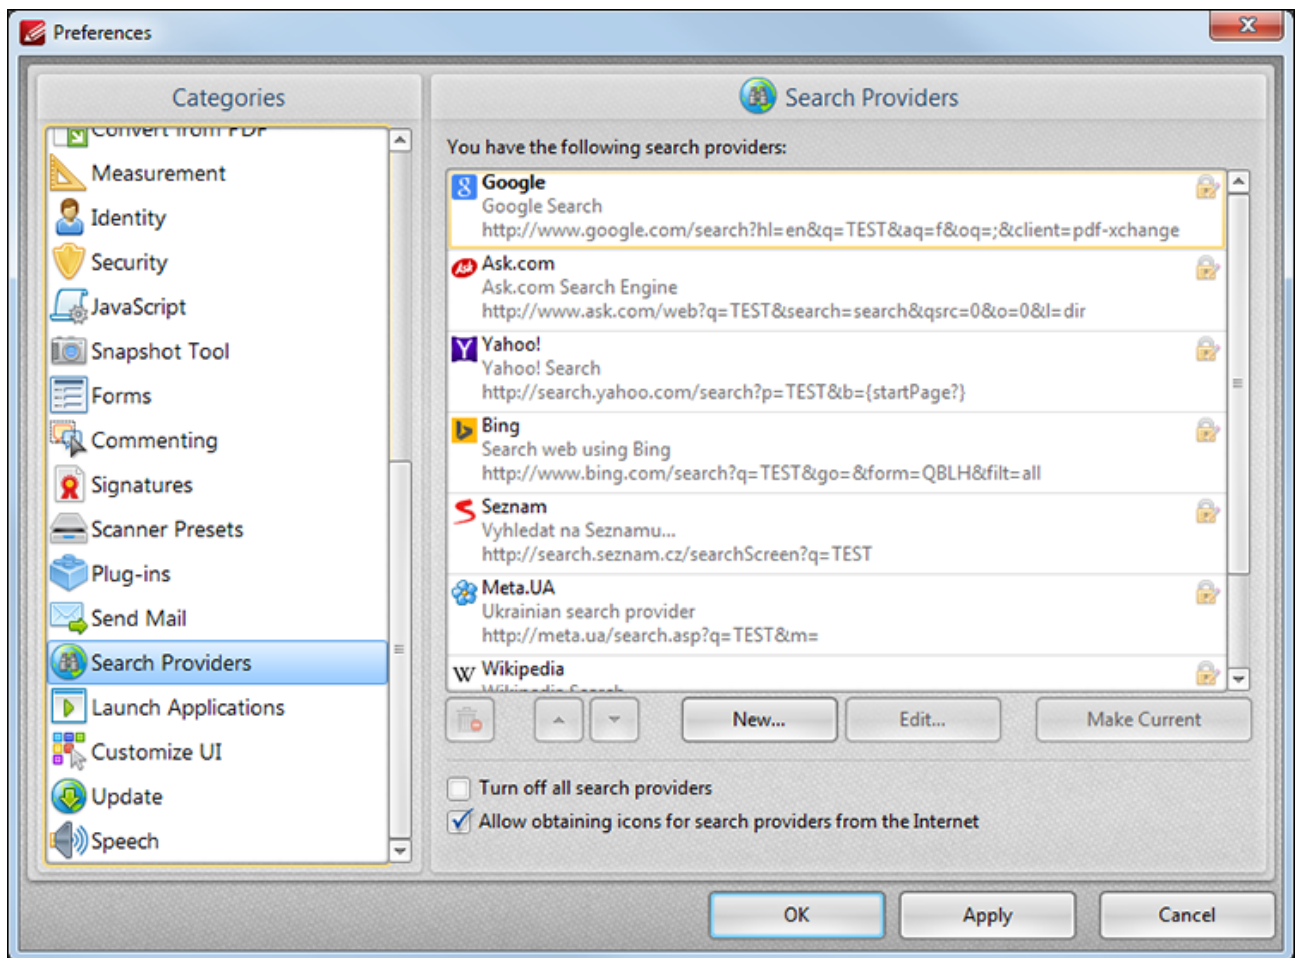 Preferences
Categories
Convert from PDF
Measurement
Identity
Security
JavaScript
Snapshot Tool
Forms
Commenting
Signatures
Scanner Presets
Plug-ins
Send Mail
Search Providers
Launch Applications
Customize UI
Update
Speech
Search Providers
You have the following search providers:
Google
Google Search
http://www.google.com/search?hl=en&q=TEST&aq=f&oq=;&client=pdf-xchange
Ask.com
Ask.com Search Engine
http://www.ask.com/web?q=TEST&search=search&qsrc=0&o=0&l=dir
Yahoo!
Yahoo! Search
http://search.yahoo.com/search?p=TEST&b={startPage?}
Bing
Search web using Bing
http://www.bing.com/search?q=TEST&go=&form=QBLH&filt=all
Seznam
Vyhledat na Seznamu...
http://search.seznam.cz/searchScreen?q=TEST
Meta.UA
Ukrainian search provider
http://meta.ua/search.asp?q=TEST&m=
Wikipedia
Wikipedia Search
New...
Edit...
Make Current
Turn off all search providers
Allow obtaining icons for search providers from the Internet
OK
Apply
Cancel